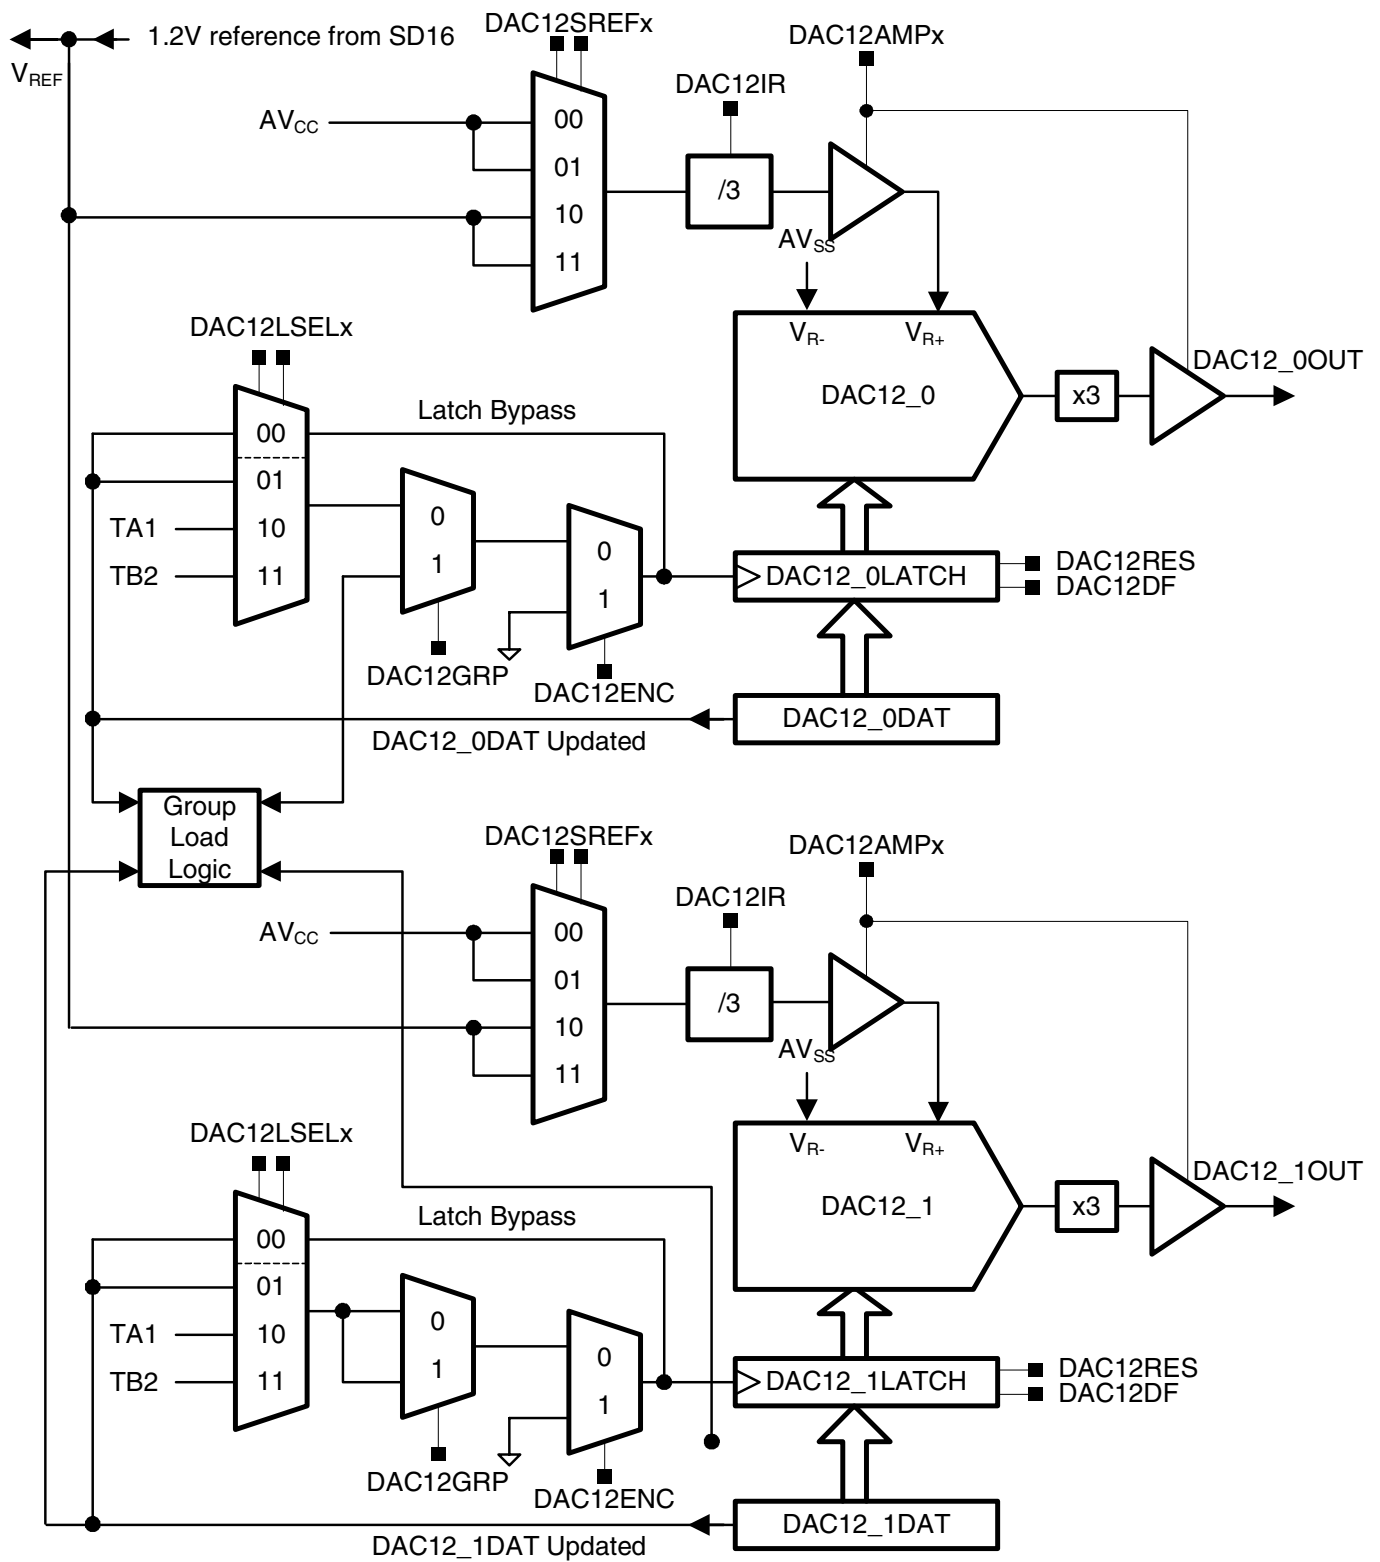 DAC12SREFx
1.2V reference from SD16
DAC12AMPx
VREF
DAC12IR
AVCC
00
01
/3
10
AVSS
11
DAC12LSELx
VR-
VR+
DAC12_0OUT
DAC12_0
x3
Latch Bypass
00
01
TA1
10
0
TB2
11
1
0
1
DAC12_0LATCH
DAC12RES
DAC12DF
DAC12GRP
DAC12ENC
DAC12_0DAT
DAC12_0DAT Updated
Group
Load
Logic
DAC12SREFx
DAC12AMPx
DAC12IR
AVCC
00
01
/3
10
AVSS
11
DAC12LSELx
VR-
VR+
DAC12_1OUT
DAC12_1
x3
Latch Bypass
00
01
TA1
10
0
TB2
11
1
0
1
DAC12_1LATCH
DAC12RES
DAC12DF
DAC12GRP
DAC12ENC
DAC12_1DAT
DAC12_1DAT Updated